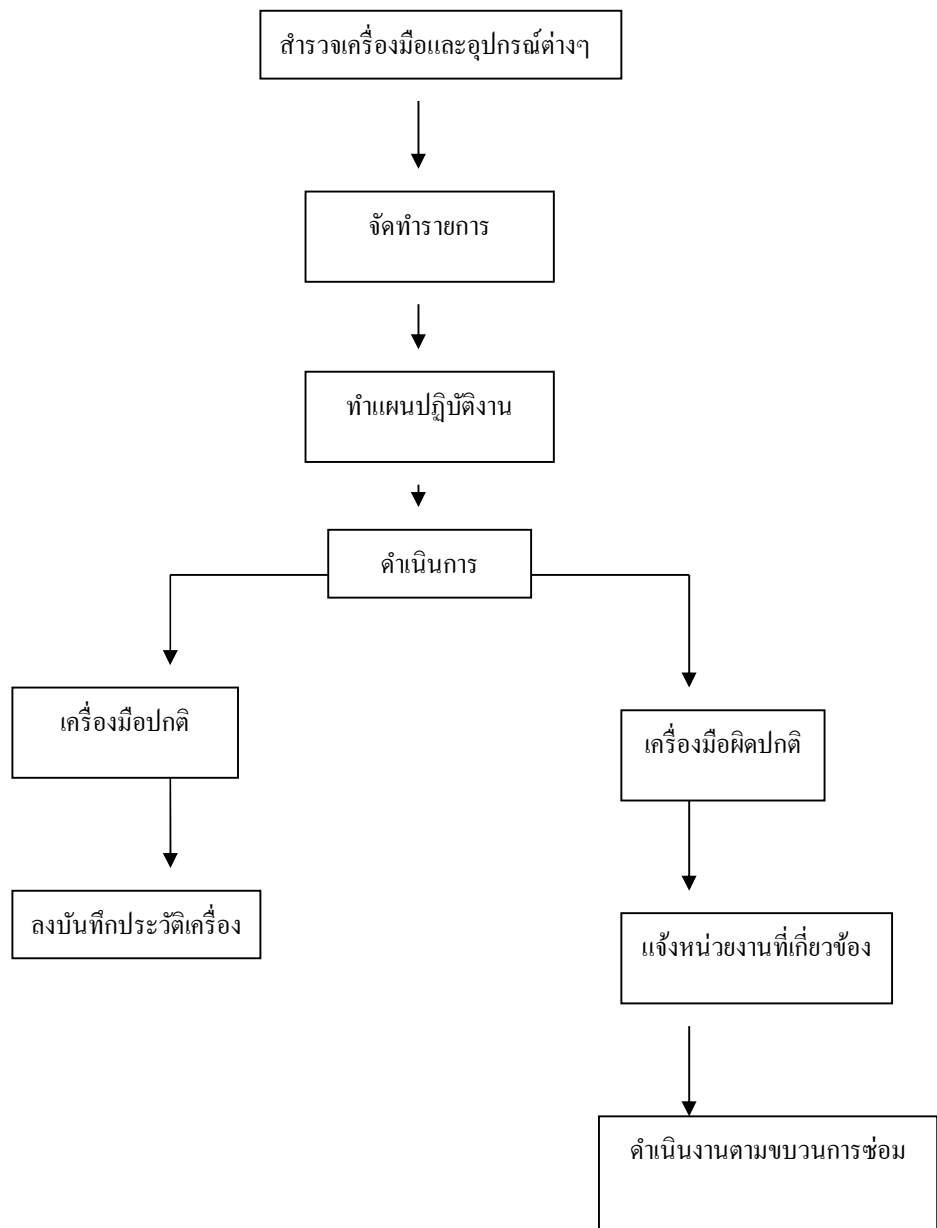 สำรวจเครื่องมือและอุปกรณ์ต่างๆ
จัดทำรายการ
ทำแผนปฏิบัติงาน
ดำเนินการ
เครื่องมือปกติ
เครื่องมือผิดปกติ
ลงบันทึกประวัติเครื่อง
แจ้งหน่วยงานที่เกี่ยวข้อง
ดำเนินงานตามขบวนการซ่อม